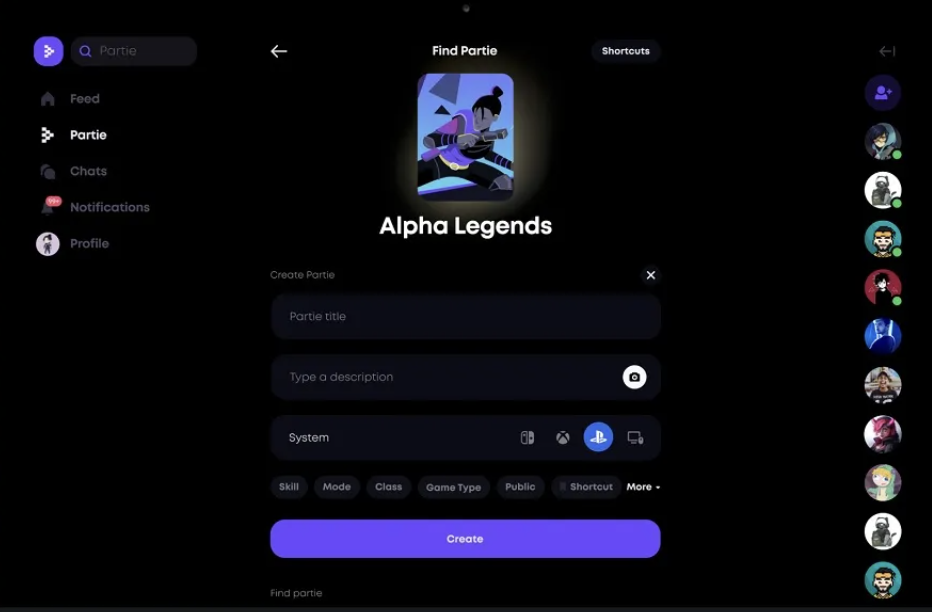 Partie
Find Partie
Shortcuts
Feed
Partie
Chats
99+
Notifications
Profile
Alpha Legends
Create Partie
Partie title
Type a description
System
Skill
Mode
Class
Game Type
Public
Shortcut
More
Create
Find partie